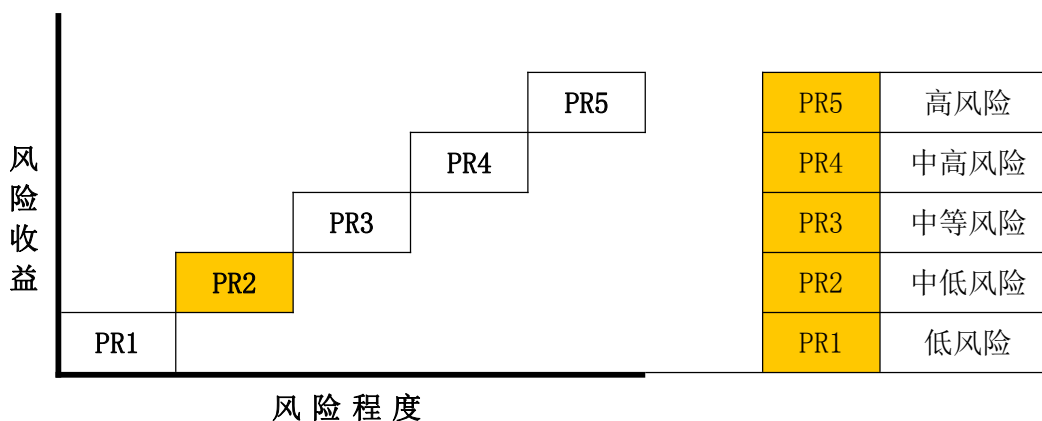 风险收益
PR5
PR4
PR3
PR2
PR1
风险程度
PR5 高风险
PR4 中高风险
PR3 中等风险
PR2 中低风险
PR1 低风险